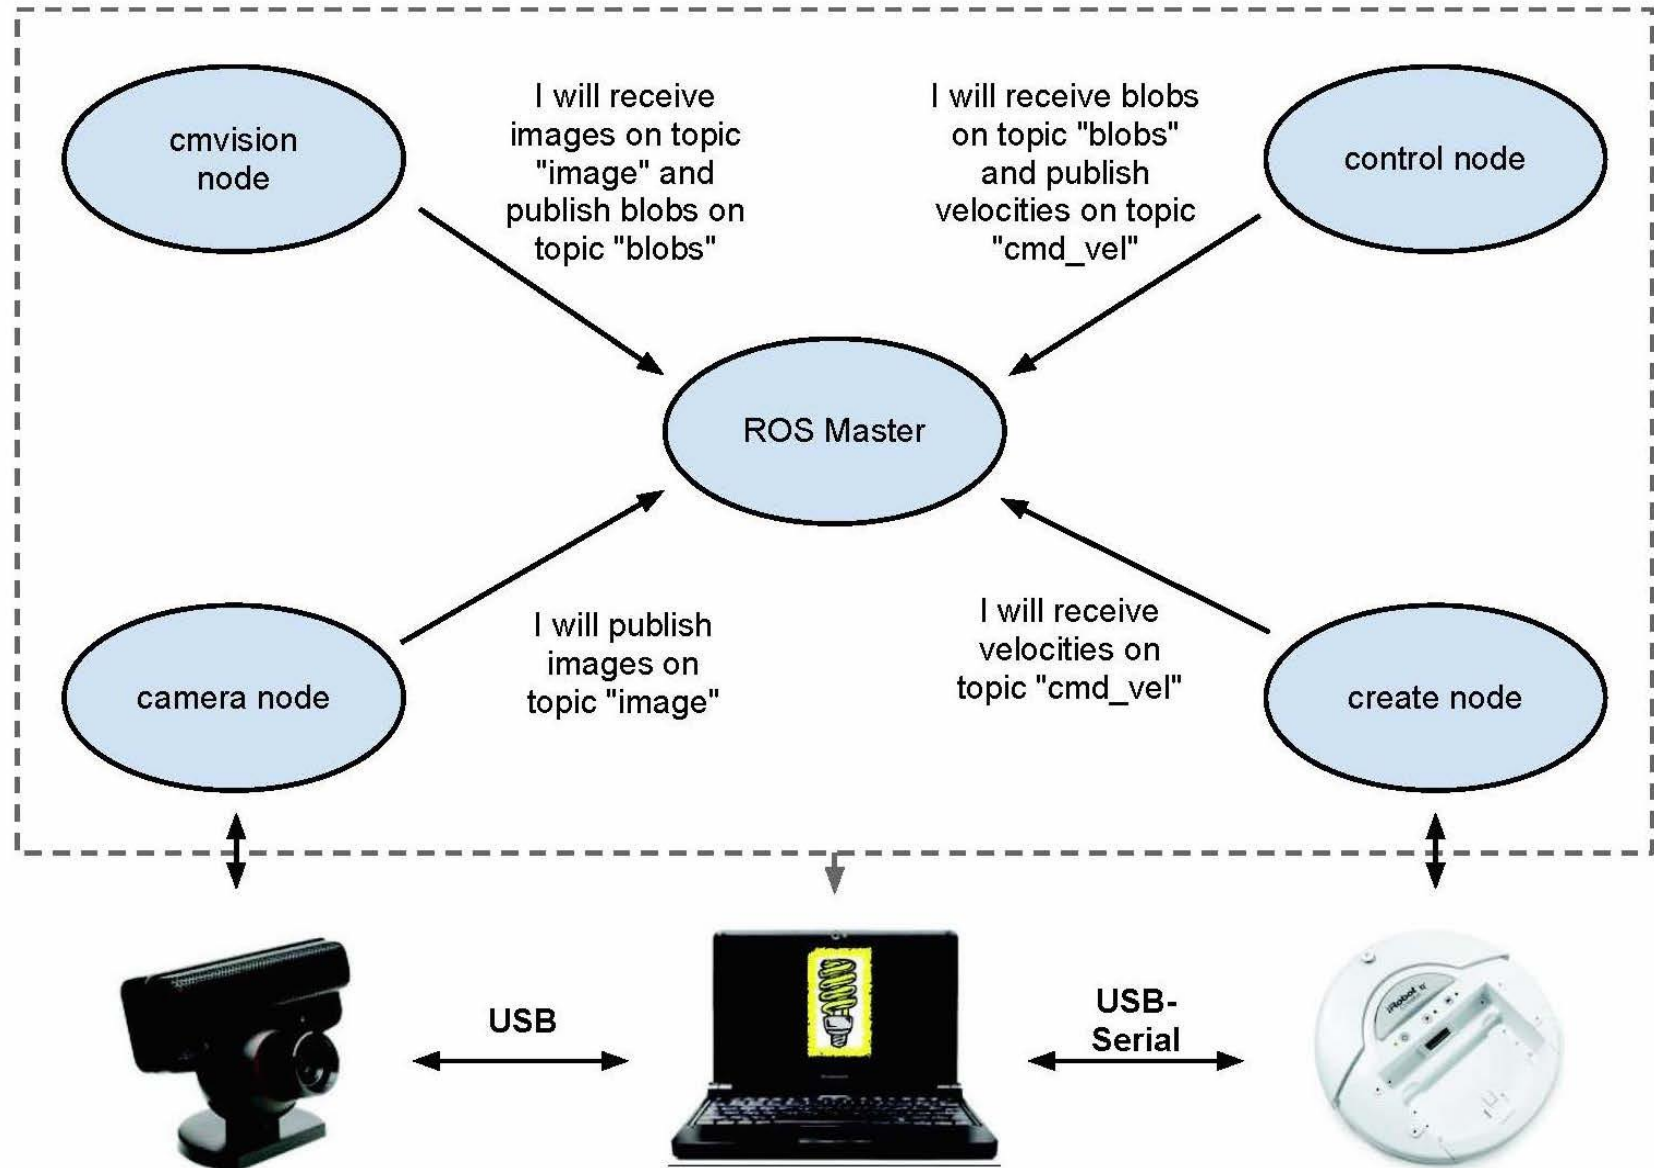 cmvision
node
I will receive
images on topic
"image" and
publish blobs on
topic "blobs"
I will receive blobs
on topic "blobs"
and publish
velocities on topic
"cmd_vel"
control node
ROS Master
camera node
I will publish
images on
topic "image"
I will receive
velocities on
topic "cmd_vel"
create node
USB
USB-
Serial
iRobot